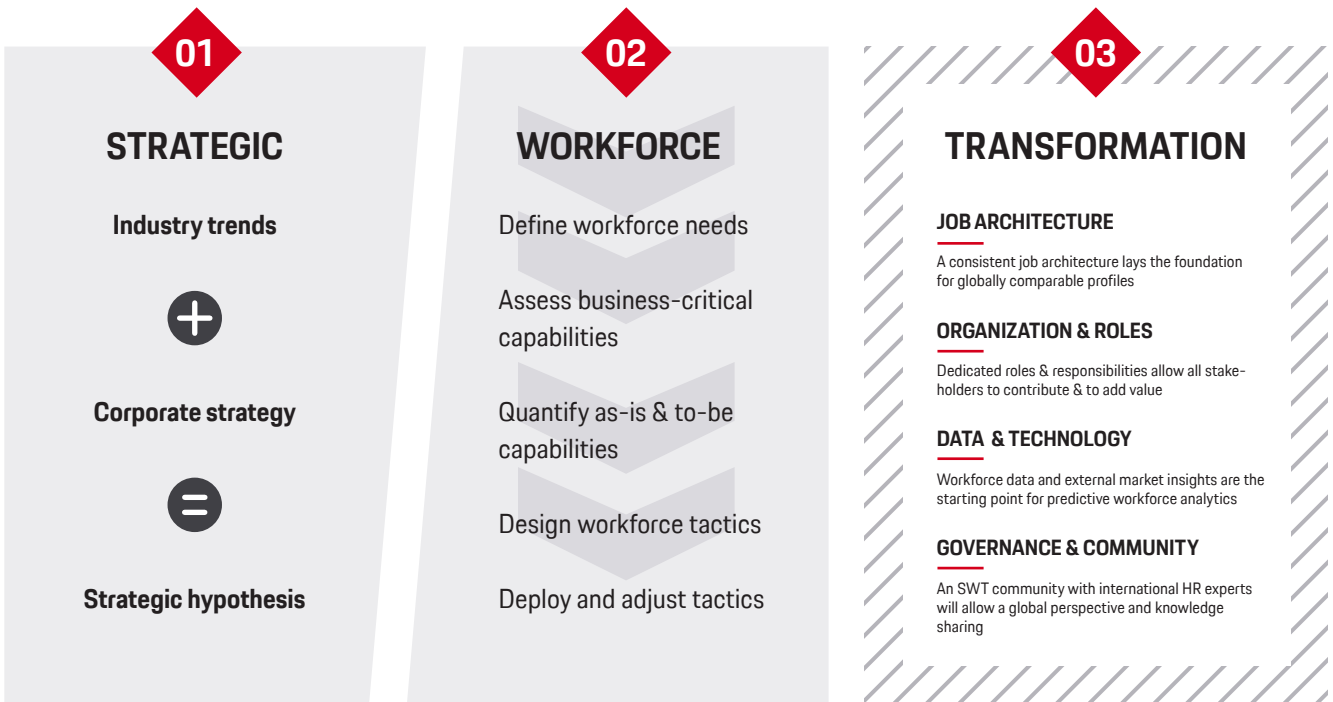 01
STRATEGIC
Industry trends
+
Corporate strategy
=
Strategic hypothesis
02
WORKFORCE
Define workforce needs
Assess business-critical
capabilities
Quantify as-is & to-be
capabilities
Design workforce tactics
Deploy and adjust tactics
03
TRANSFORMATION
JOB ARCHITECTURE
A consistent job architecture lays the foundation
for globally comparable profiles
ORGANIZATION & ROLES
Dedicated roles & responsibilities allow all stake-
holders to contribute & to add value
DATA & TECHNOLOGY
Workforce data and external market insights are the
starting point for predictive workforce analytics
GOVERNANCE & COMMUNITY
An SWT community with international HR experts
will allow a global perspective and knowledge
sharing